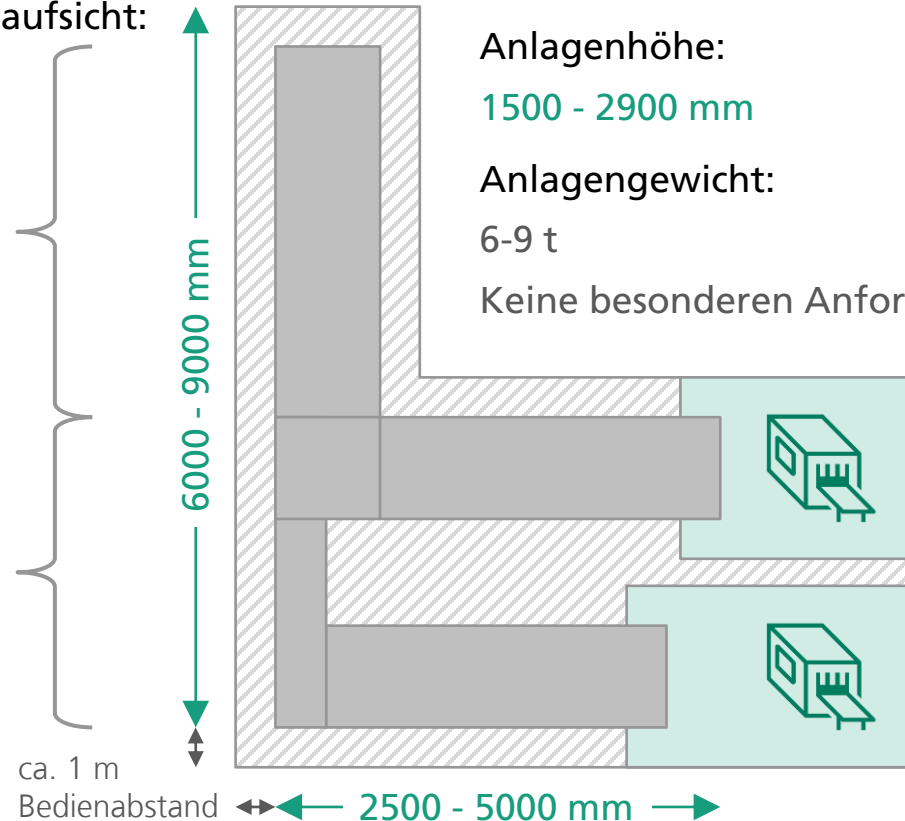 aufsicht:
Anlagenhöhe:
1500 - 2900 mm
Anlagengewicht:
6-9 t
Keine besonderen Anfor
6000 - 9000 mm
ca. 1 m
Bedienabstand
2500 - 5000 mm